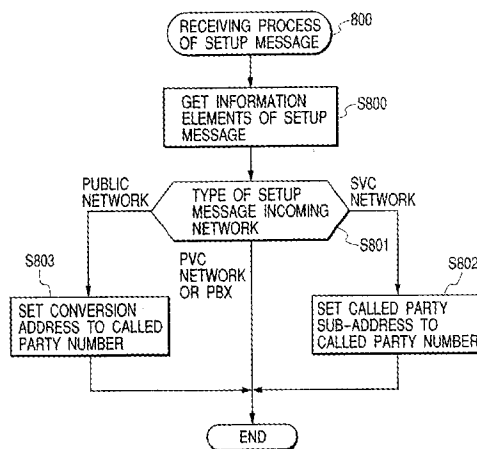 RECEIVING PROCESS
OF SETUP MESSAGE
800
GET INFORMATION
ELEMENTS OF SETUP
MESSAGE
S800
PUBLIC
NETWORK
TYPE OF SETUP
MESSAGE INCOMING
NETWORK
SVC
NETWORK
S801
S803
PVC
NETWORK
OR PBX
S802
SET CONVERSION
ADDRESS TO CALLED
PARTY NUMBER
SET CALLED PARTY
SUB-ADDRESS TO
CALLED PARTY NUMBER
END